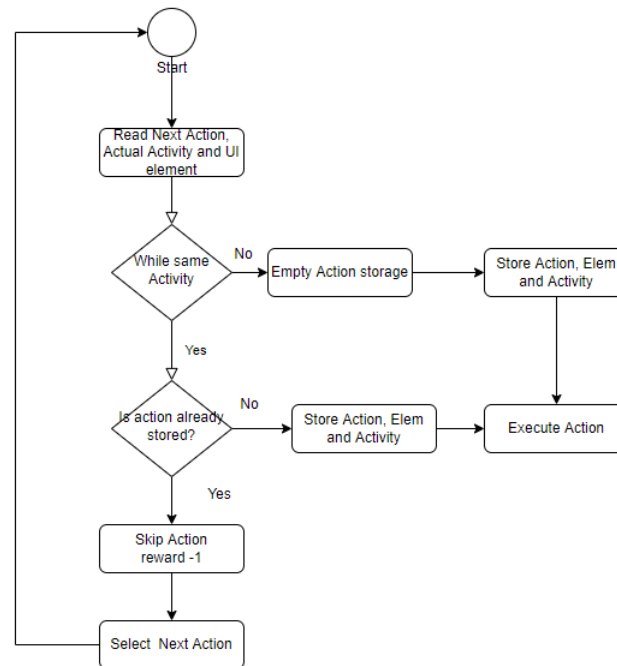 Start
Read Next Action,
Actual Activity and UI
element
While same
Activity
No
Empty Action storage
Store Action, Elem
and Activity
Yes
Is action already
stored?
No
Store Action, Elem
and Activity
Execute Action
Yes
Skip Action
reward -1
Select Next Action